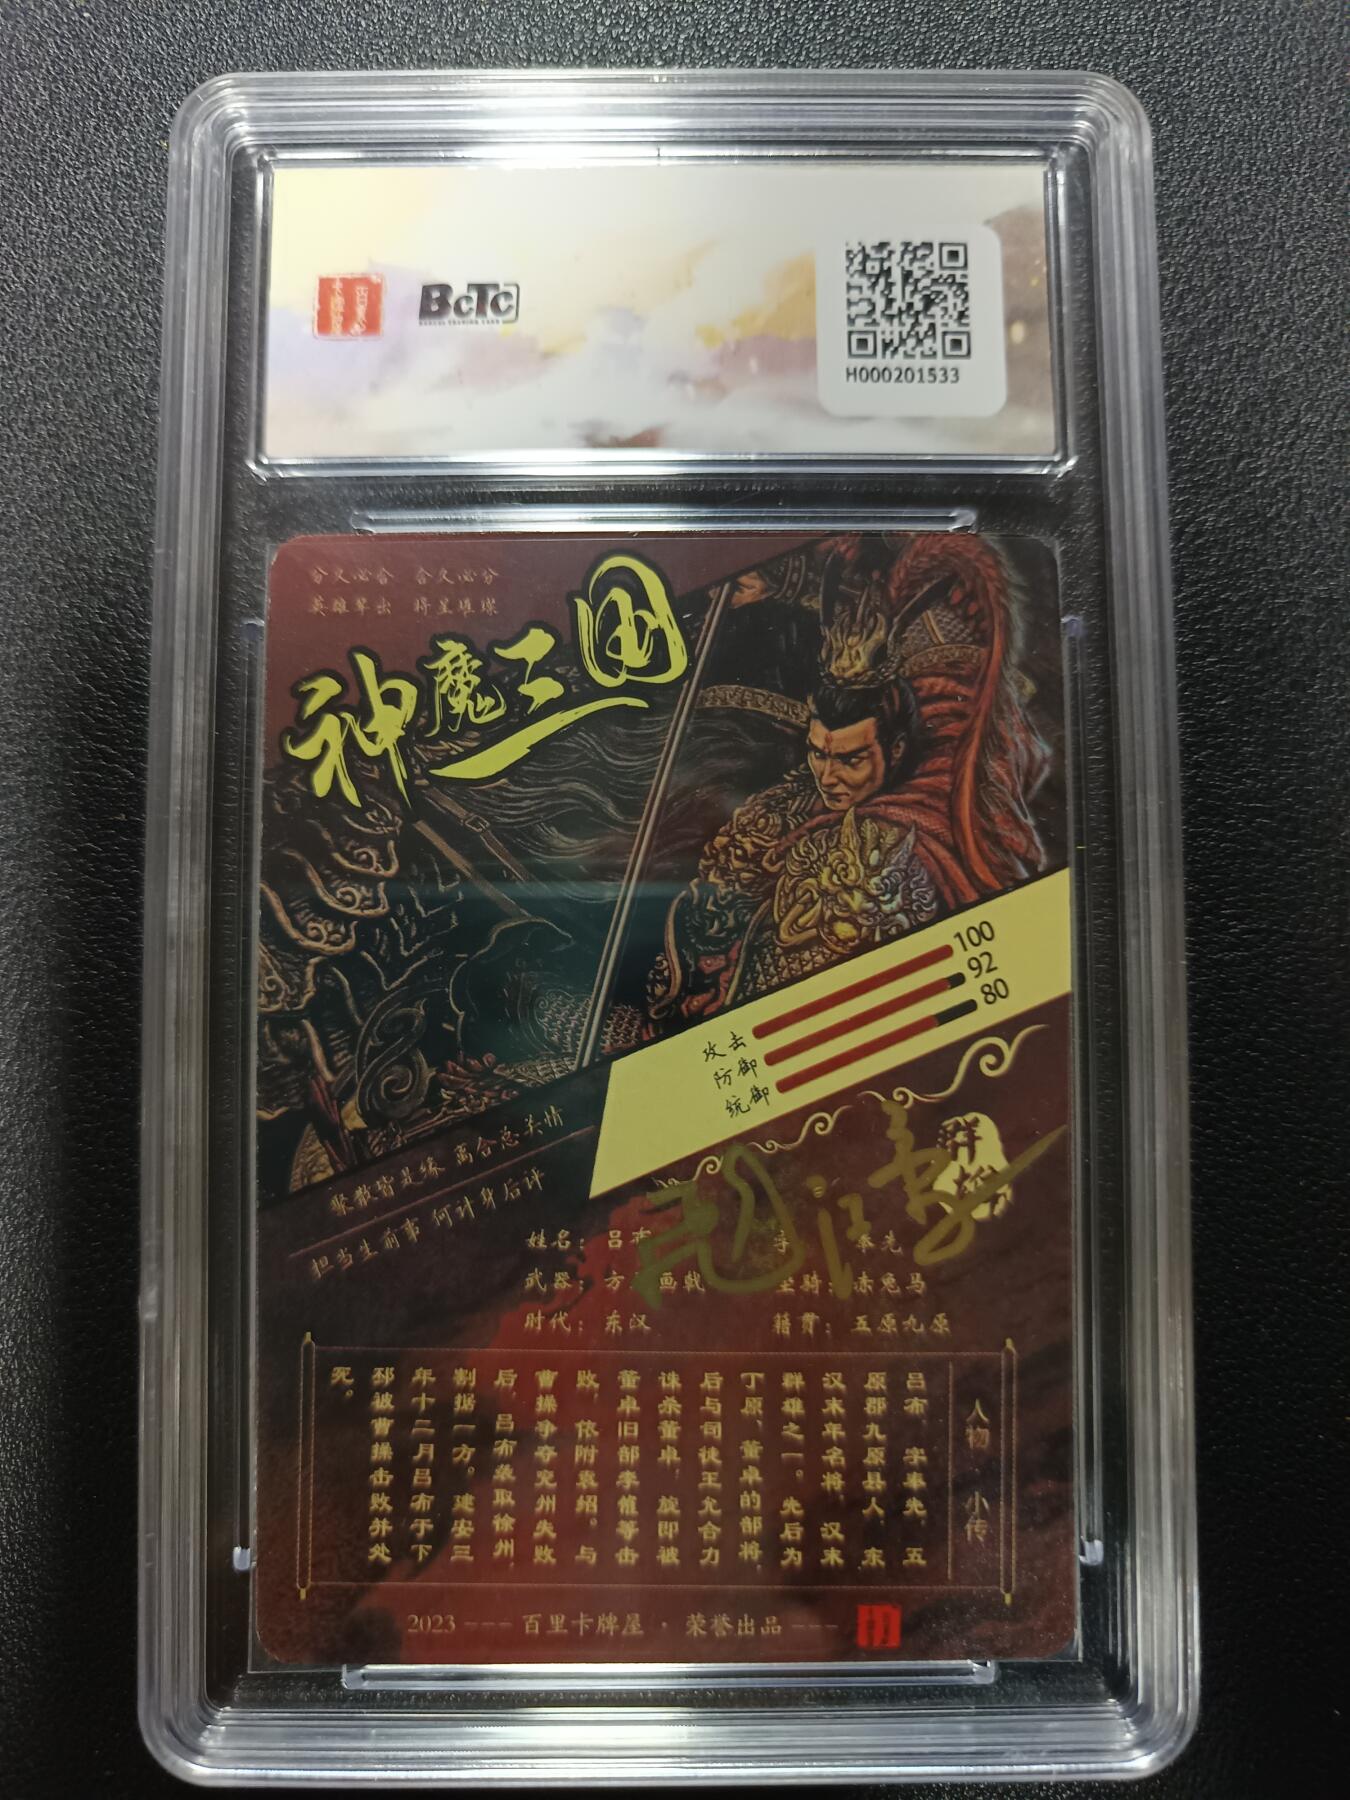 BCTC
H000201533
分久必合 合久必分
英雄辈出 将星璀璨
神魔三国
100
92
80
攻击
防御
统御
聚散皆是缘 离合总关情
担当生前事 何计身后评
群雄
姓名：吕布 奉先
武器：方 画戟 坐骑：赤兔马
时代：东汉 籍贯：五原九原
人物小传
吕布，字奉先，五
原郡九原县人，东
汉末年名将，汉末
群雄之一。先后为
丁原、董卓的部将，
后与司徒王允合力
诛杀董卓，旋即被
董卓旧部李傕等击
败，依附袁绍。与
曹操争夺兖州失败
后，吕布袭取徐州，
割据一方。建安三
年十二月吕布于下
邳被曹操击败并处
死。
2023 --- 百里卡牌屋 · 荣誉出品 ---